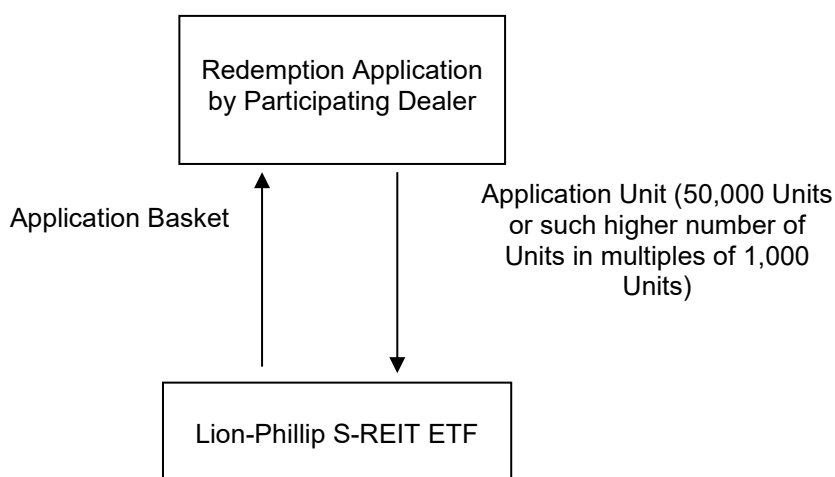 Redemption Application
by Participating Dealer
Application Basket
Application Unit (50,000 Units
or such higher number of
Units in multiples of 1,000
Units)
Lion-Phillip S-REIT ETF